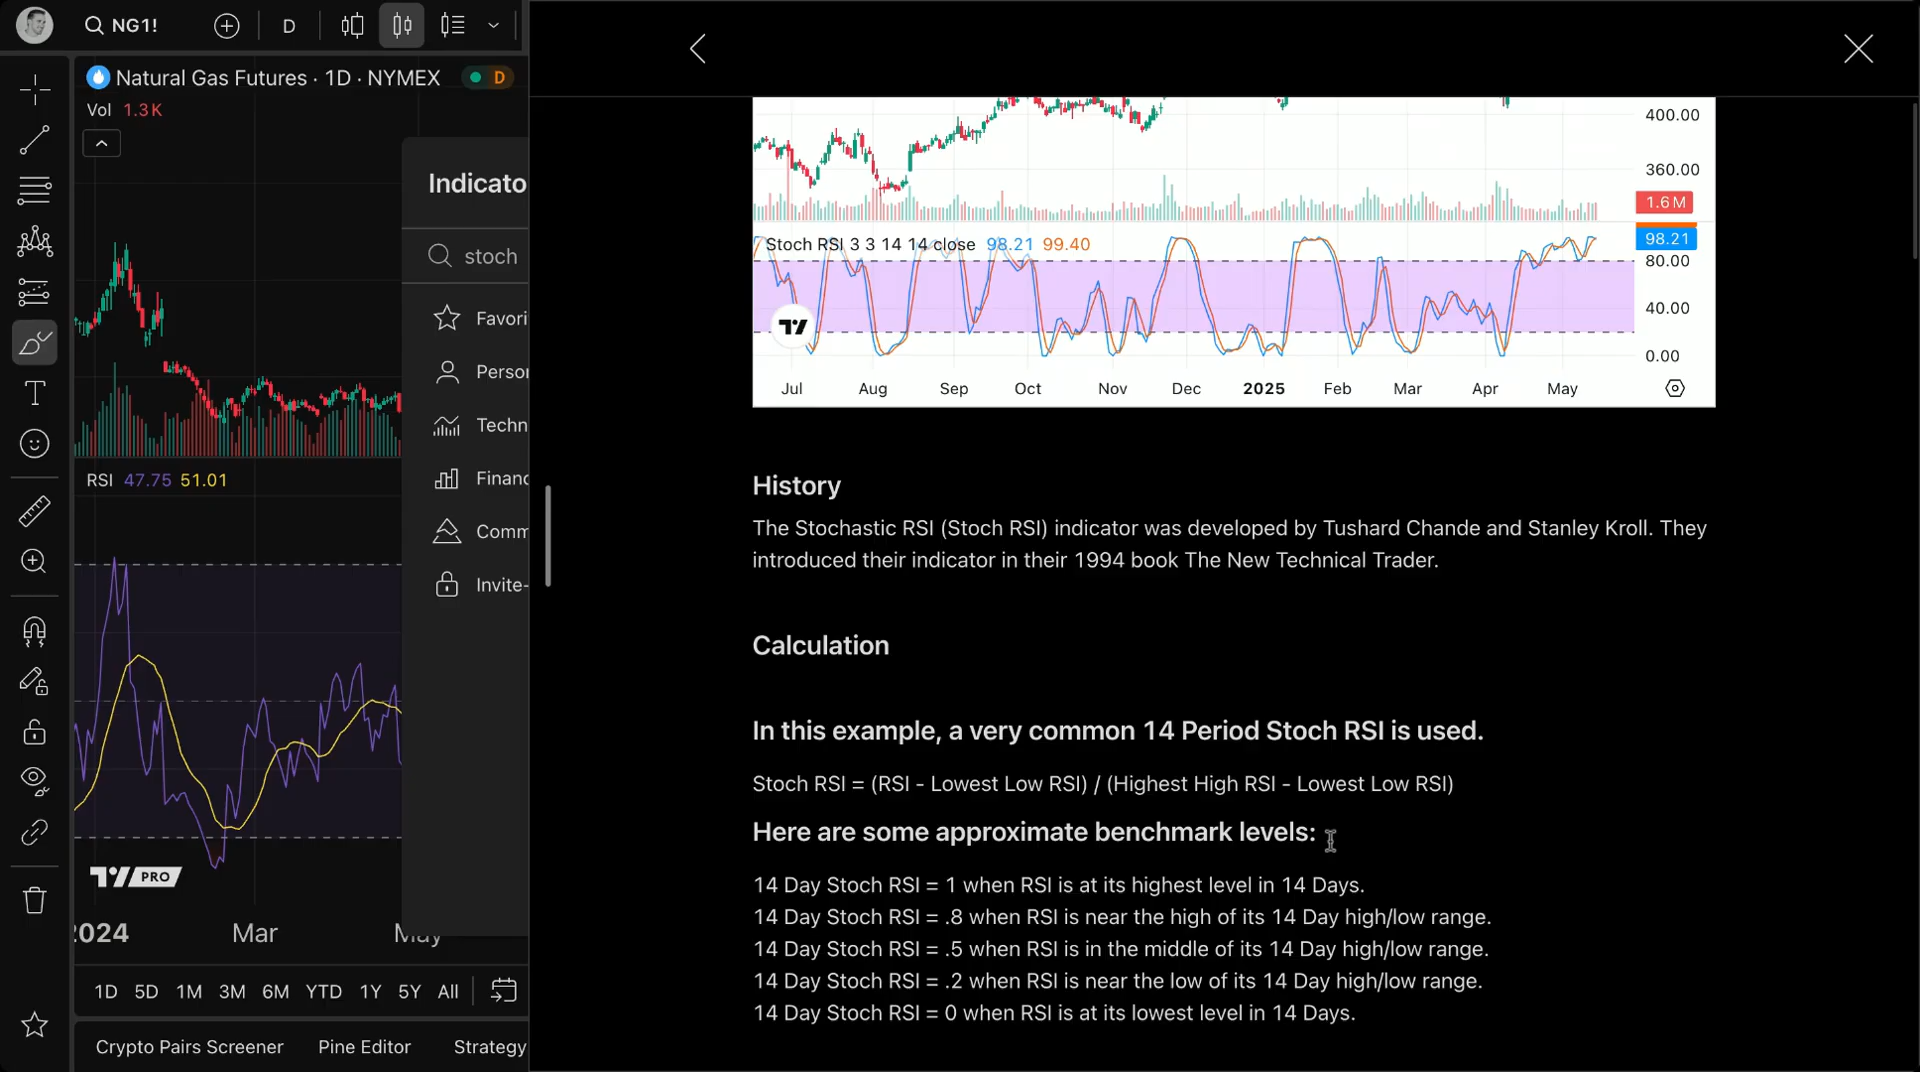 NG1!
D
Natural Gas Futures · 1D · NYMEX
D
Vol 1.3K
Indicato
stoch
Favori
Person
Techn
Financ
Comm
Invite-
RSI 47.75 51.01
PRO
2024 Mar May
1D 5D 1M 3M 6M YTD 1Y 5Y All
Crypto Pairs Screener Pine Editor Strategy
400.00
360.00
1.6M
Stoch RSI 3 3 14 14 close 98.21 99.40
98.21
80.00
40.00
0.00
Jul Aug Sep Oct Nov Dec 2025 Feb Mar Apr May
History
The Stochastic RSI (Stoch RSI) indicator was developed by Tushard Chande and Stanley Kroll. They
introduced their indicator in their 1994 book The New Technical Trader.
Calculation
In this example, a very common 14 Period Stoch RSI is used.
Stoch RSI = (RSI - Lowest Low RSI) / (Highest High RSI - Lowest Low RSI)
Here are some approximate benchmark levels:
14 Day Stoch RSI = 1 when RSI is at its highest level in 14 Days.
14 Day Stoch RSI = .8 when RSI is near the high of its 14 Day high/low range.
14 Day Stoch RSI = .5 when RSI is in the middle of its 14 Day high/low range.
14 Day Stoch RSI = .2 when RSI is near the low of its 14 Day high/low range.
14 Day Stoch RSI = 0 when RSI is at its lowest level in 14 Days.